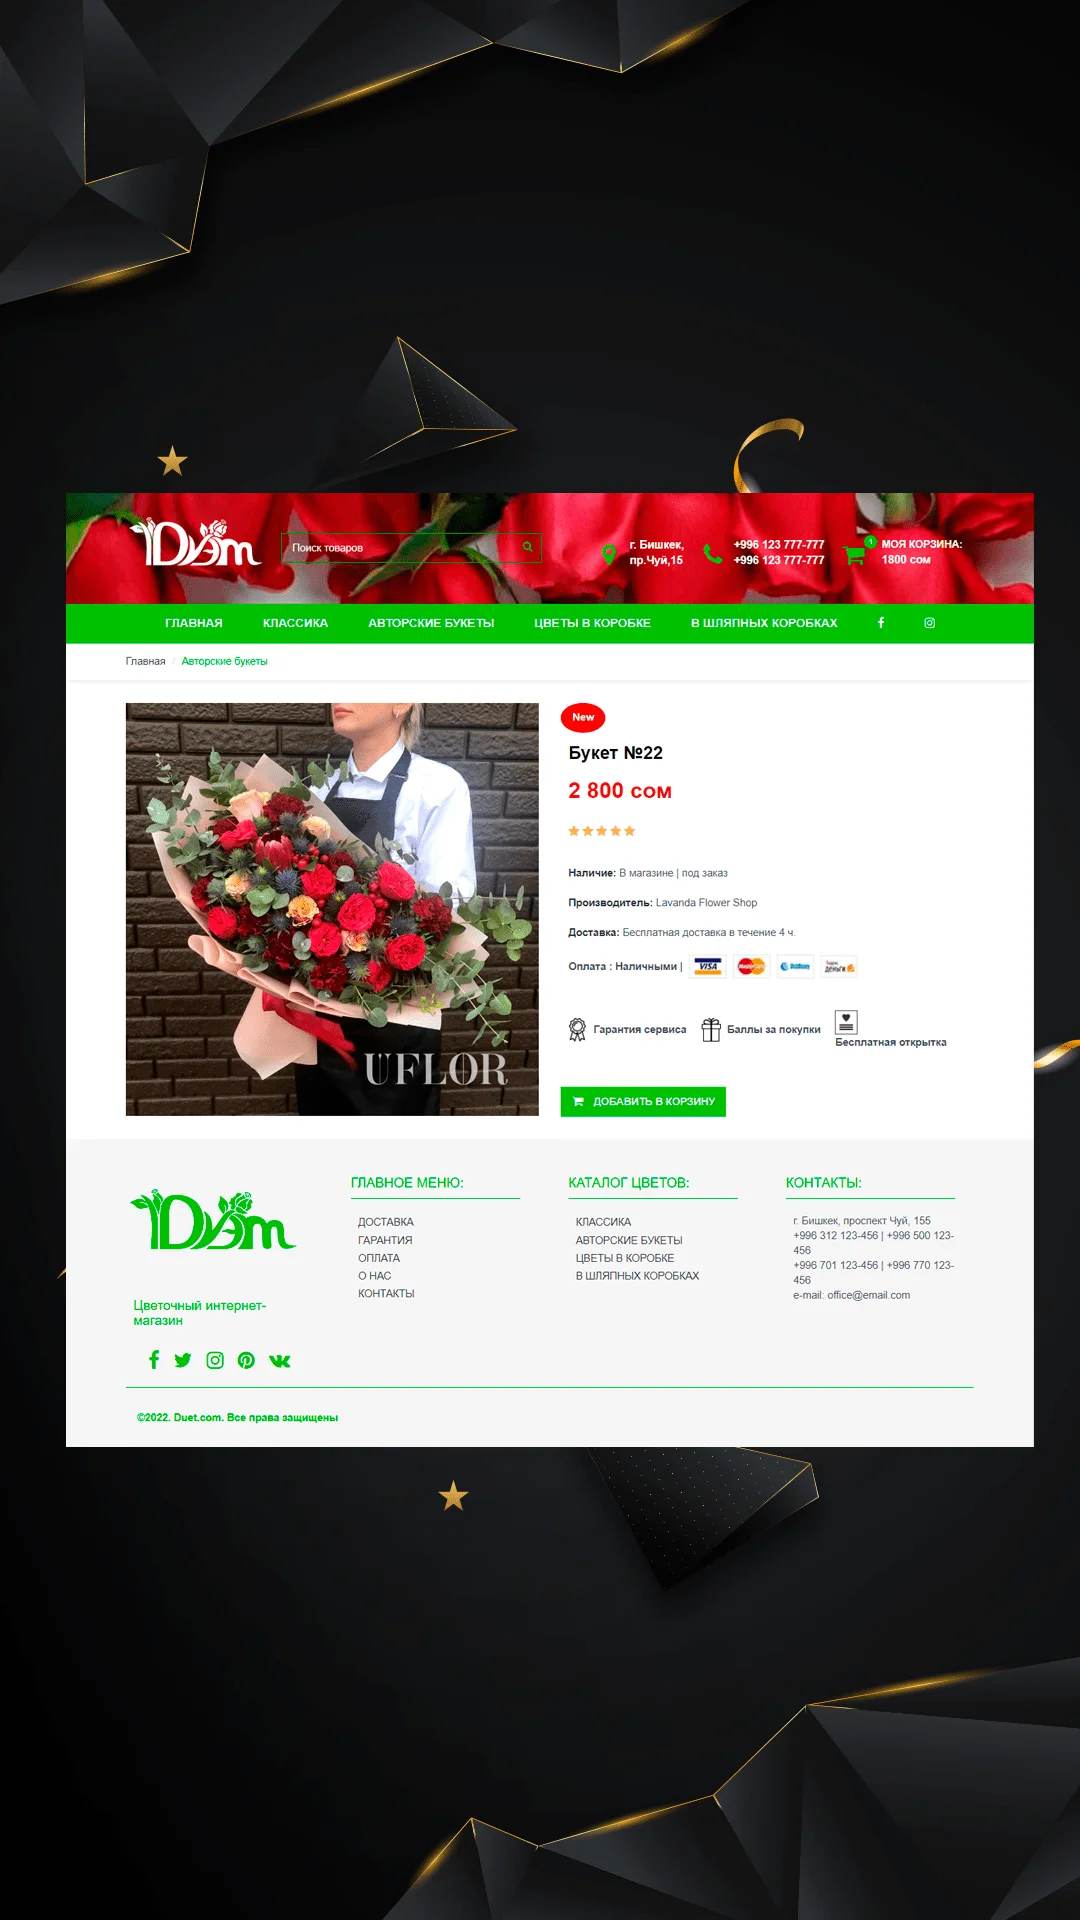 Дуэт
Поиск товаров
г. Бишкек,
пр.Чуй,15
+996 123 777-777
+996 123 777-777
1
МОЯ КОРЗИНА:
1800 сом
ГЛАВНАЯ КЛАССИКА АВТОРСКИЕ БУКЕТЫ ЦВЕТЫ В КОРОБКЕ В ШЛЯПНЫХ КОРОБКАХ
Главная / Авторские букеты
New
Букет №22
2 800 сом
Наличие: В магазине | под заказ
Производитель: Lavanda Flower Shop
Доставка: Бесплатная доставка в течение 4 ч.
Оплата : Наличными |
VISA
MasterCard
Яндекс
Деньги
Гарантия сервиса
Баллы за покупки
Бесплатная открытка
UFLOR
ДОБАВИТЬ В КОРЗИНУ
Дуэт
Цветочный интернет-
магазин
ГЛАВНОЕ МЕНЮ:
ДОСТАВКА
ГАРАНТИЯ
ОПЛАТА
О НАС
КОНТАКТЫ
КАТАЛОГ ЦВЕТОВ:
КЛАССИКА
АВТОРСКИЕ БУКЕТЫ
ЦВЕТЫ В КОРОБКЕ
В ШЛЯПНЫХ КОРОБКАХ
КОНТАКТЫ:
г. Бишкек, проспект Чуй, 155
+996 312 123-456 | +996 500 123-
456
+996 701 123-456 | +996 770 123-
456
e-mail: office@email.com
©2022. Duet.com. Все права защищены